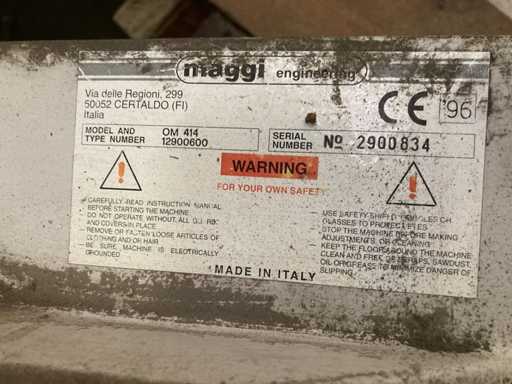 maggi engineering
Via delle Regioni, 299
50052 CERTALDO (FI)
Italia
CE '96
MODEL AND
TYPE NUMBER
OM 414
12900600
SERIAL
NUMBER
Nº 2900834
WARNING
FOR YOUR OWN SAFETY
CAREFULLY READ INSTRUCTION MANUAL
BEFORE STARTING THE MACHINE
DO NOT OPERATE WITHOUT ALL
AND COVERS IN PLACE
REMOVE OR FASTEN LOOSE ARTICLES OF
CLOTHING AND OR HAIR
BE SURE MACHINE IS ELECTRICALLY
GROUNDED
USE SAFETY SHIELD
GLASSES TO PROTECT EYES
STOP THE MACHINE BEFORE MAKING
ADJUSTMENTS, OR CLEANING
KEEP THE FLOOR AROUND THE MACHINE
CLEAN AND FREE OF SCRAPS, SAWDUST,
OIL OR GREASE TO MINIMIZE DANGER OF
SLIPPING
MADE IN ITALY